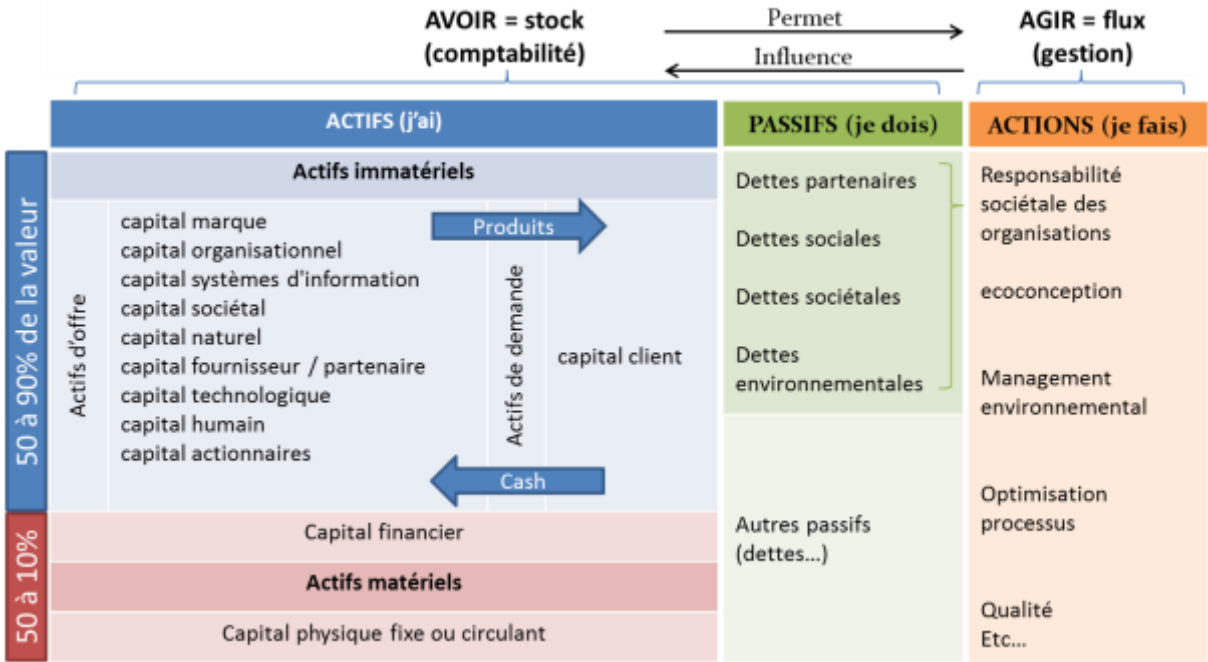 AVOIR = stock
(comptabilité)
Permet
Influence
AGIR = flux
(gestion)
ACTIFS (j'ai)
PASSIFS (je dois)
ACTIONS (je fais)
50 à 90% de la valeur
Actifs immatériels
Actifs d'offre
capital marque
capital organisationnel
capital systèmes d'information
capital sociétal
capital naturel
capital fournisseur / partenaire
capital technologique
capital humain
capital actionnaires
Produits
Actifs de demande
capital client
Cash
Dettes partenaires
Dettes sociales
Dettes sociétales
Dettes
environnementales
Autres passifs
(dettes...)
Responsabilité
sociétale des
organisations
ecoconception
Management
environnemental
Optimisation
processus
Qualité
Etc...
50 à 10%
Capital financier
Actifs matériels
Capital physique fixe ou circulant